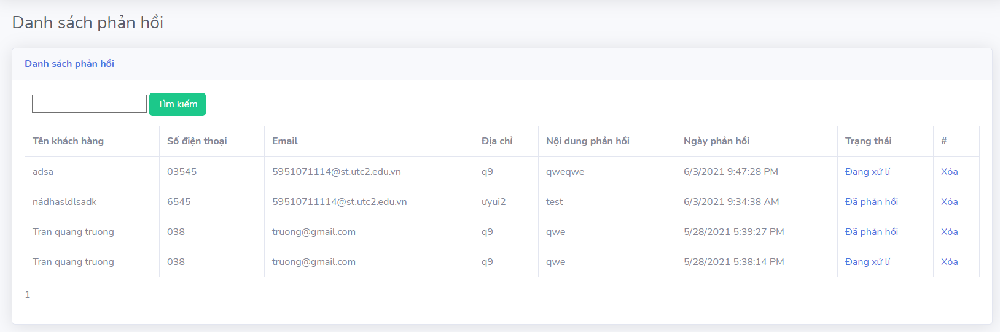 Danh sách phản hồi
Danh sách phản hồi
Tìm kiếm
Tên khách hàng Số điện thoại Email Địa chỉ Nội dung phản hồi Ngày phản hồi Trạng thái #
adsa 03545 5951071114@st.utc2.edu.vn q9 qweqwe 6/3/2021 9:47:28 PM Đang xử lí Xóa
nádhasldlsadk 6545 59510711114@st.utc2.edu.vn ưyui2 test 6/3/2021 9:34:38 AM Đã phản hồi Xóa
Tran quang truong 038 truong@gmail.com q9 qwe 5/28/2021 5:39:27 PM Đã phản hồi Xóa
Tran quang truong 038 truong@gmail.com q9 qwe 5/28/2021 5:38:14 PM Đang xử lí Xóa
1